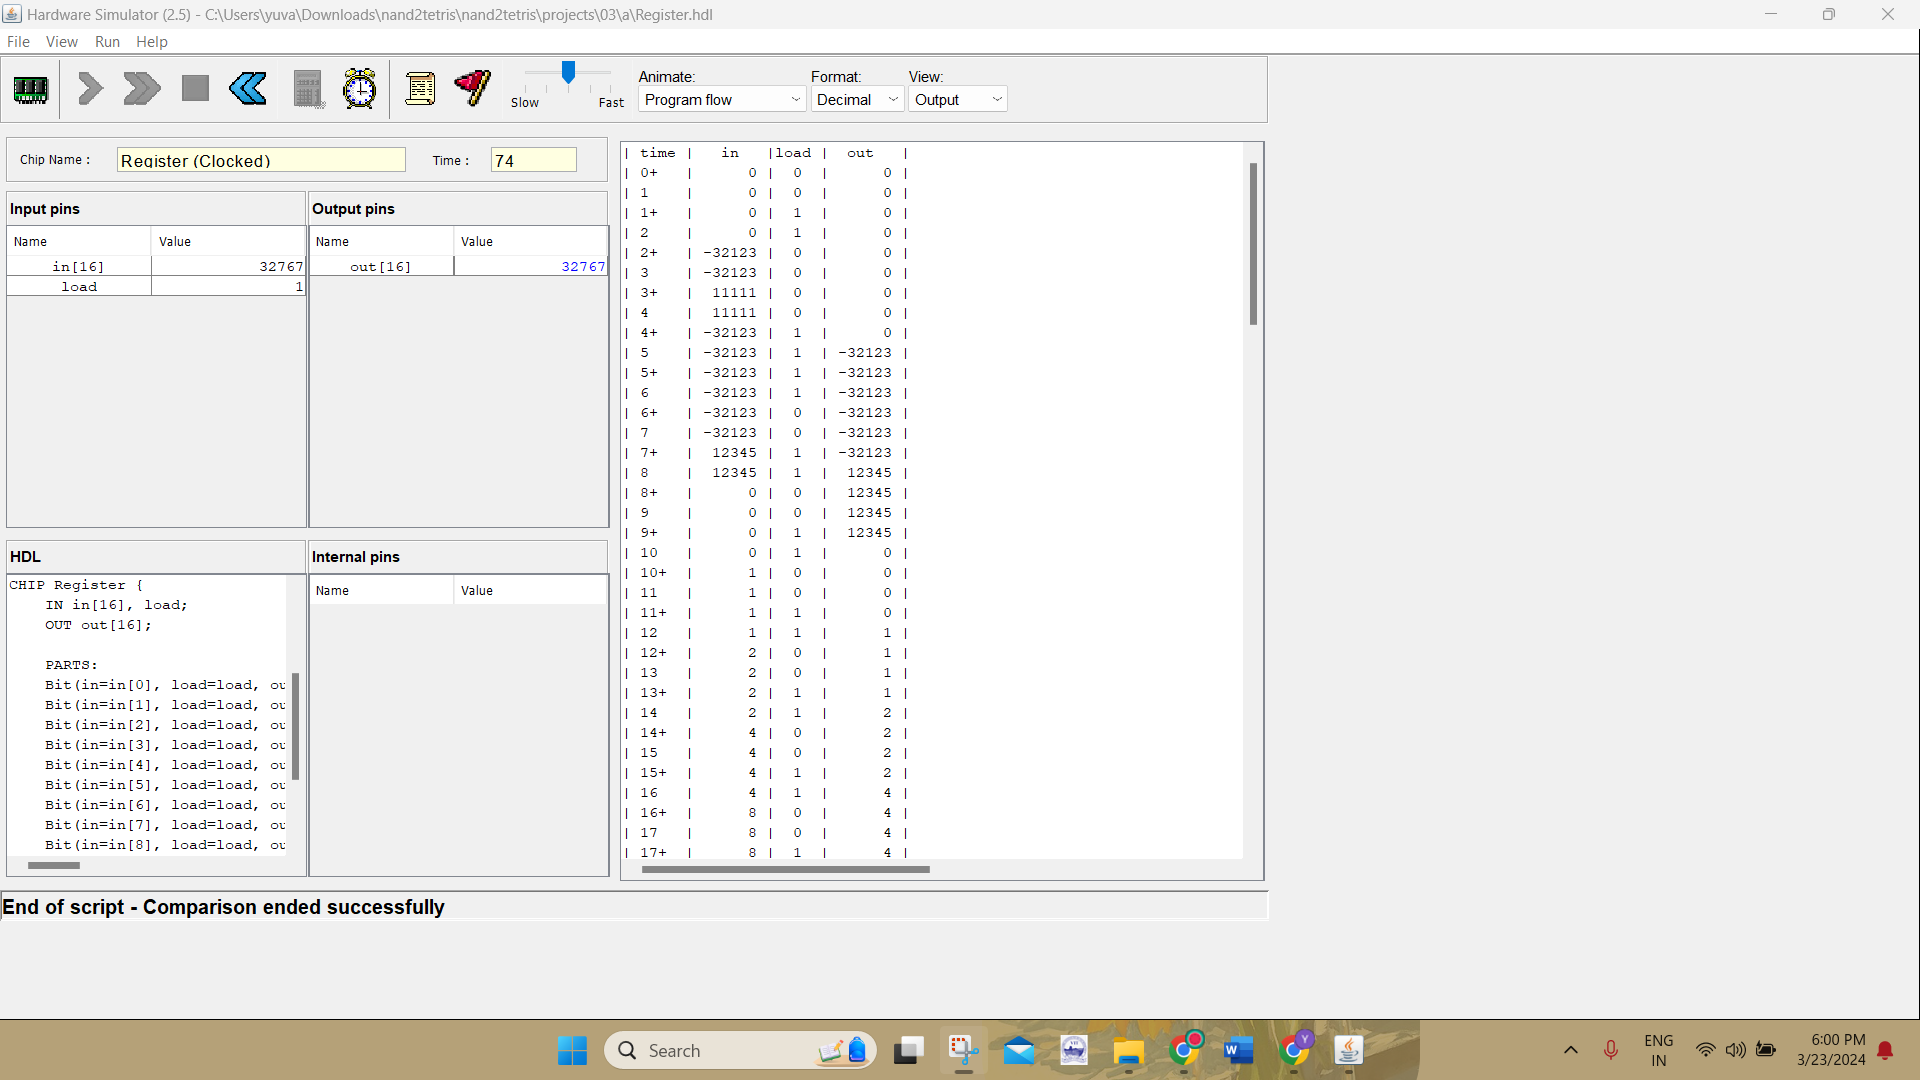 Hardware Simulator (2.5) - C:\Users\yuva\Downloads\nand2tetris\nand2tetris\projects\03\a\Register.hdl
File View Run Help
Animate: Format: View:
Slow Fast Program flow Decimal Output
Chip Name : Register (Clocked) Time : 74
Input pins
Name Value
in[16] 32767
load 1
Output pins
Name Value
out[16] 32767
HDL
CHIP Register {
IN in[16], load;
OUT out[16];
PARTS:
Bit(in=in[0], load=load, ou
Bit(in=in[1], load=load, ou
Bit(in=in[2], load=load, ou
Bit(in=in[3], load=load, ou
Bit(in=in[4], load=load, ou
Bit(in=in[5], load=load, ou
Bit(in=in[6], load=load, ou
Bit(in=in[7], load=load, ou
Bit(in=in[8], load=load, ou
Internal pins
Name Value
| time | in |load | out |
| 0+ | 0 | 0 | 0 |
| 1 | 0 | 0 | 0 |
| 1+ | 0 | 1 | 0 |
| 2 | 0 | 1 | 0 |
| 2+ | -32123 | 0 | 0 |
| 3 | -32123 | 0 | 0 |
| 3+ | 11111 | 0 | 0 |
| 4 | 11111 | 0 | 0 |
| 4+ | -32123 | 1 | 0 |
| 5 | -32123 | 1 | -32123 |
| 5+ | -32123 | 1 | -32123 |
| 6 | -32123 | 1 | -32123 |
| 6+ | -32123 | 0 | -32123 |
| 7 | -32123 | 0 | -32123 |
| 7+ | 12345 | 1 | -32123 |
| 8 | 12345 | 1 | 12345 |
| 8+ | 0 | 0 | 12345 |
| 9 | 0 | 0 | 12345 |
| 9+ | 0 | 1 | 12345 |
| 10 | 0 | 1 | 0 |
| 10+ | 1 | 0 | 0 |
| 11 | 1 | 0 | 0 |
| 11+ | 1 | 1 | 0 |
| 12 | 1 | 1 | 1 |
| 12+ | 2 | 0 | 1 |
| 13 | 2 | 0 | 1 |
| 13+ | 2 | 1 | 1 |
| 14 | 2 | 1 | 2 |
| 14+ | 4 | 0 | 2 |
| 15 | 4 | 0 | 2 |
| 15+ | 4 | 1 | 2 |
| 16 | 4 | 1 | 4 |
| 16+ | 8 | 0 | 4 |
| 17 | 8 | 0 | 4 |
| 17+ | 8 | 1 | 4 |
End of script - Comparison ended successfully
Search
W
Y
ENG
IN
6:00 PM
3/23/2024